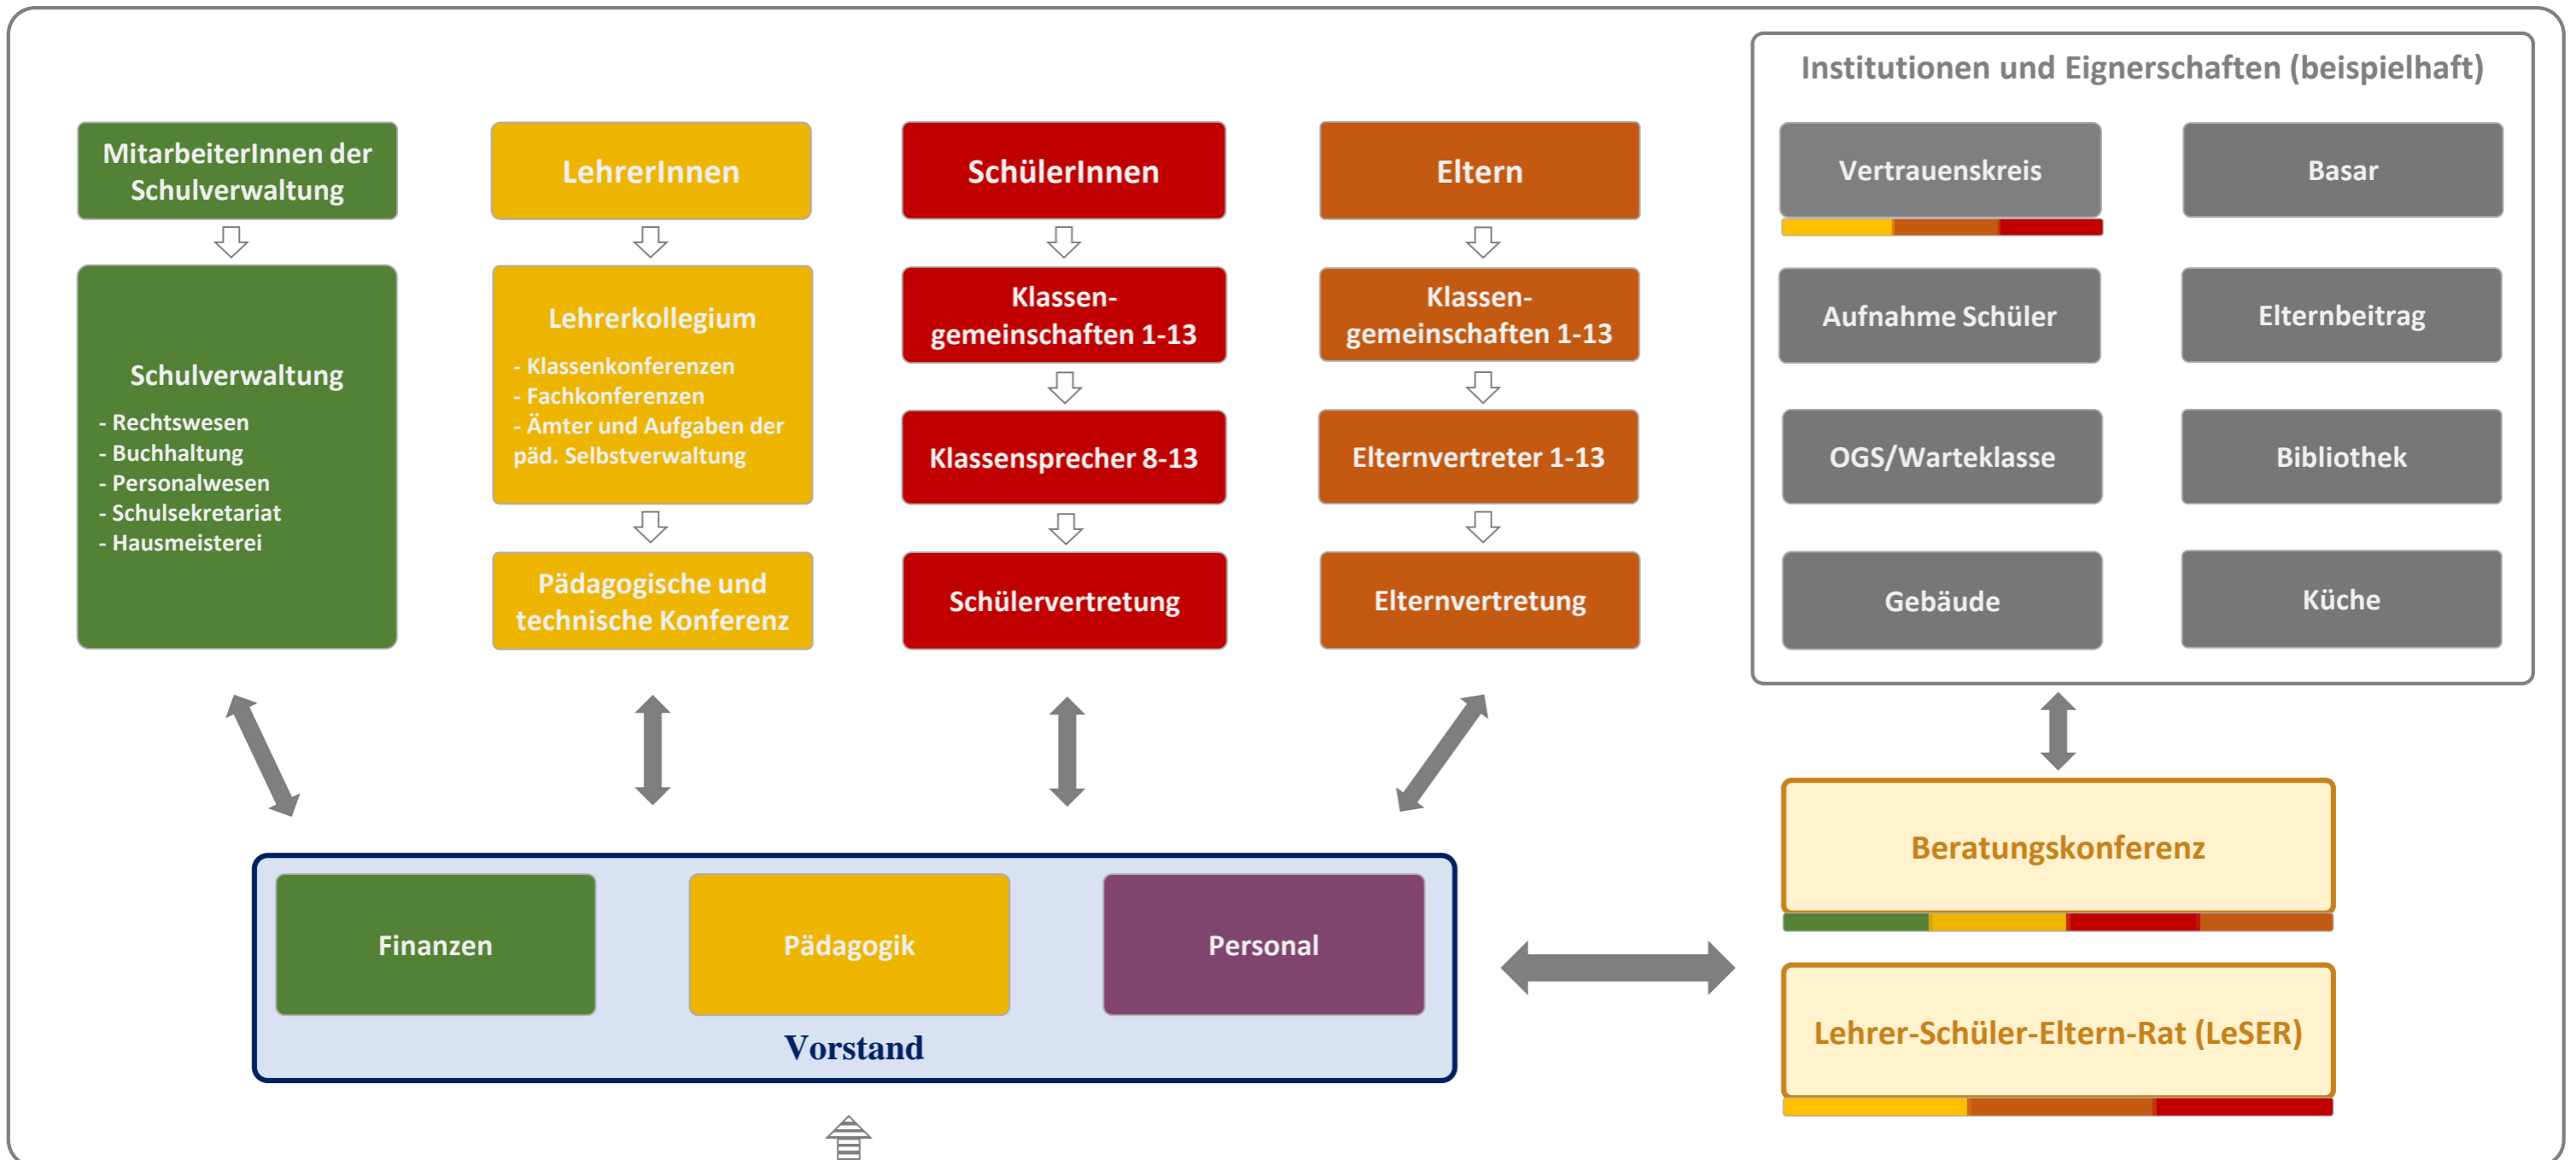 Institutionen und Eignerschaften (beispielhaft)
MitarbeiterInnen der
Schulverwaltung
Schulverwaltung
- Rechtswesen
- Buchhaltung
- Personalwesen
- Schulsekretariat
- Hausmeisterei
LehrerInnen
Lehrerkollegium
- Klassenkonferenzen
- Fachkonferenzen
- Ämter und Aufgaben der
päd. Selbstverwaltung
Pädagogische und
technische Konferenz
SchülerInnen
Klassen-
gemeinschaften 1-13
Klassensprecher 8-13
Schülervertretung
Eltern
Klassen-
gemeinschaften 1-13
Elternvertreter 1-13
Elternvertretung
Vertrauenskreis
Basar
Aufnahme Schüler
Elternbeitrag
OGS/Warteklasse
Bibliothek
Gebäude
Küche
Finanzen
Pädagogik
Personal
Vorstand
Beratungskonferenz
Lehrer-Schüler-Eltern-Rat (LeSER)